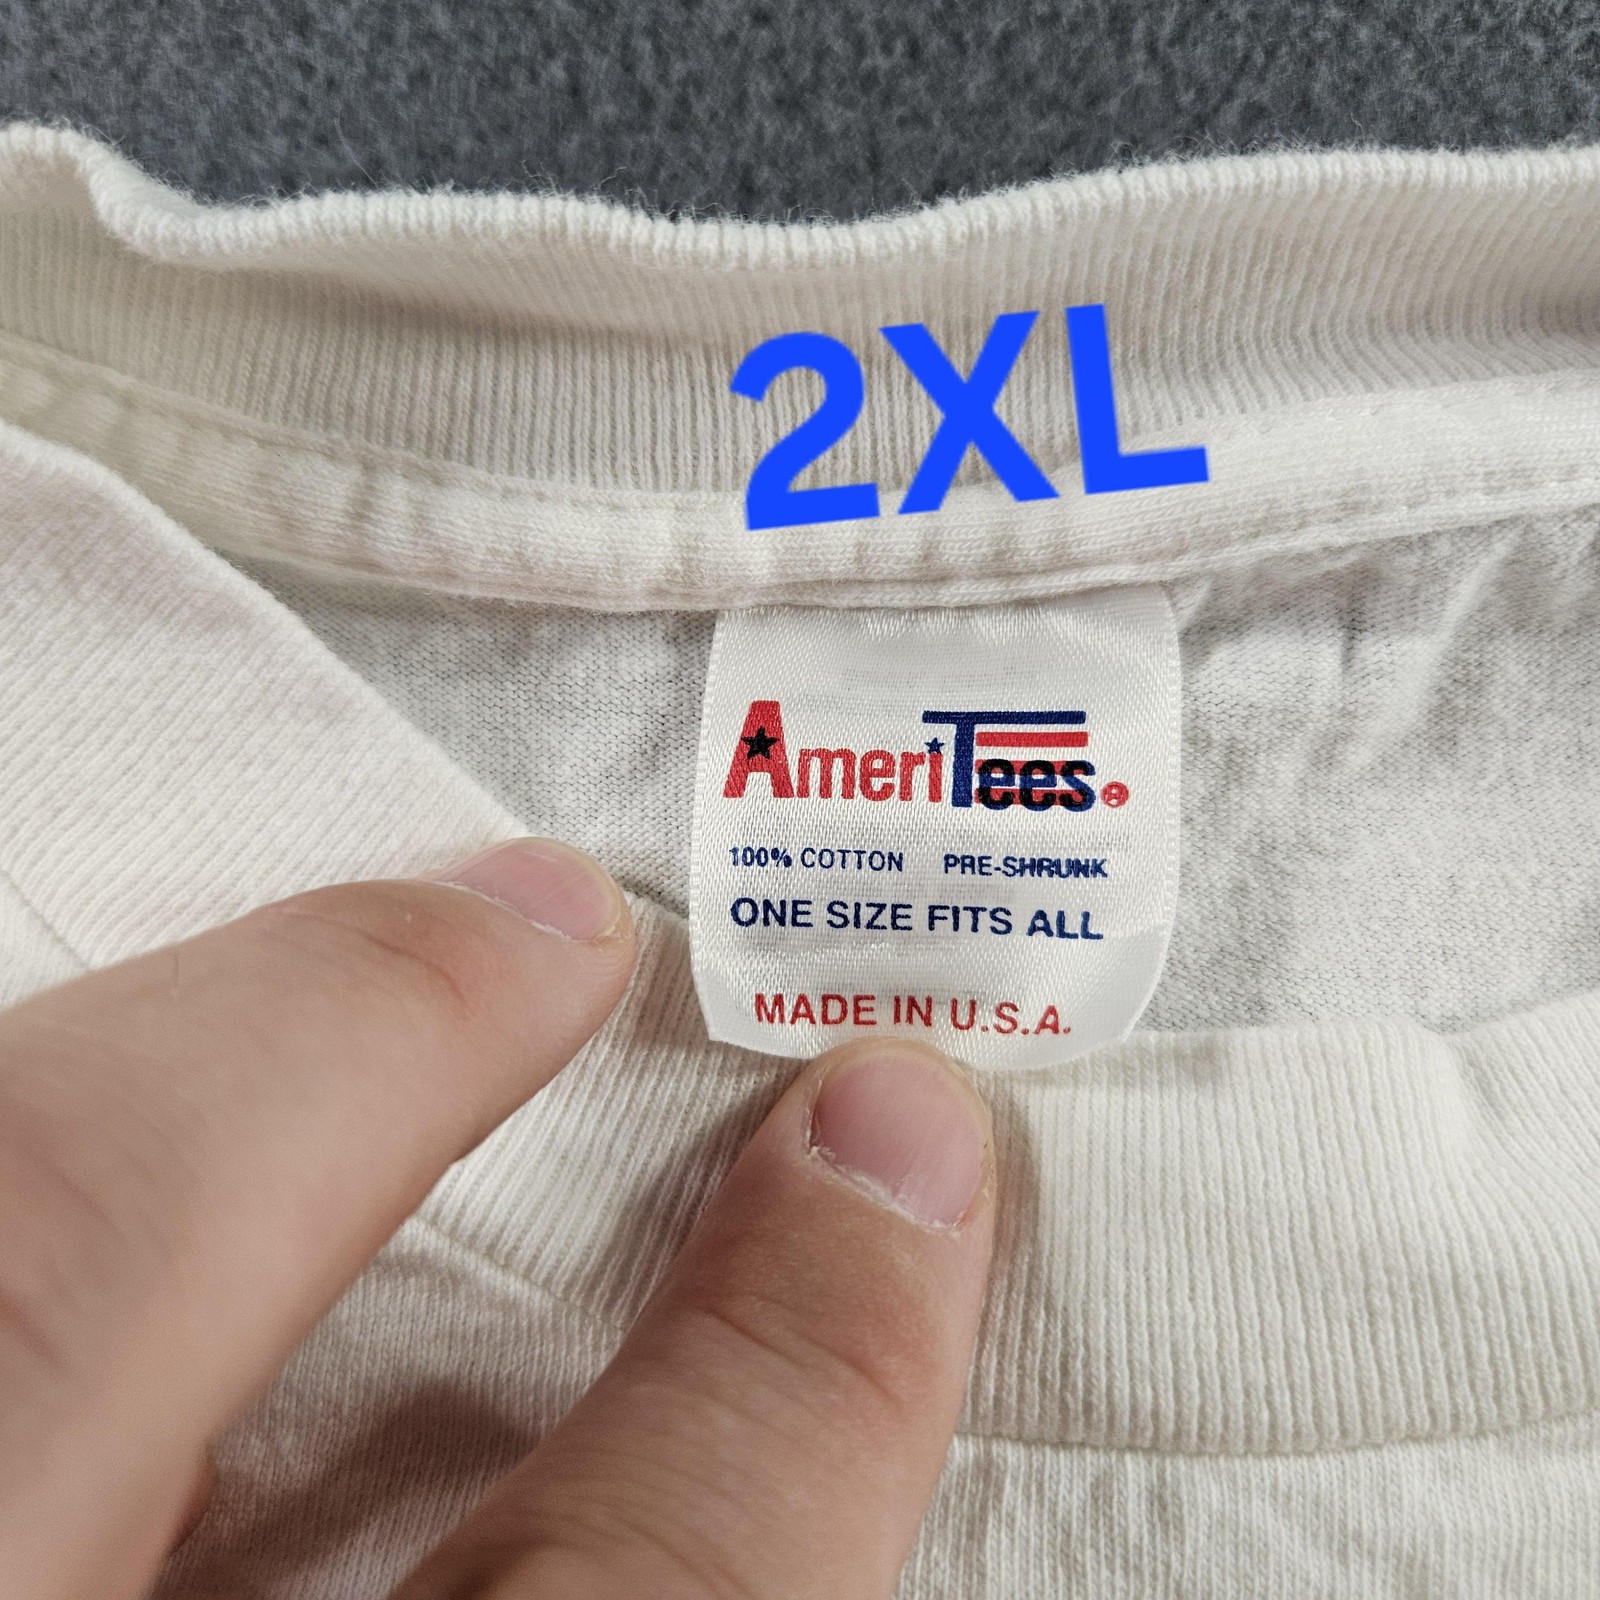 2XL
AmeriTees®
100% COTTON PRE-SHRUNK
ONE SIZE FITS ALL
MADE IN U.S.A.